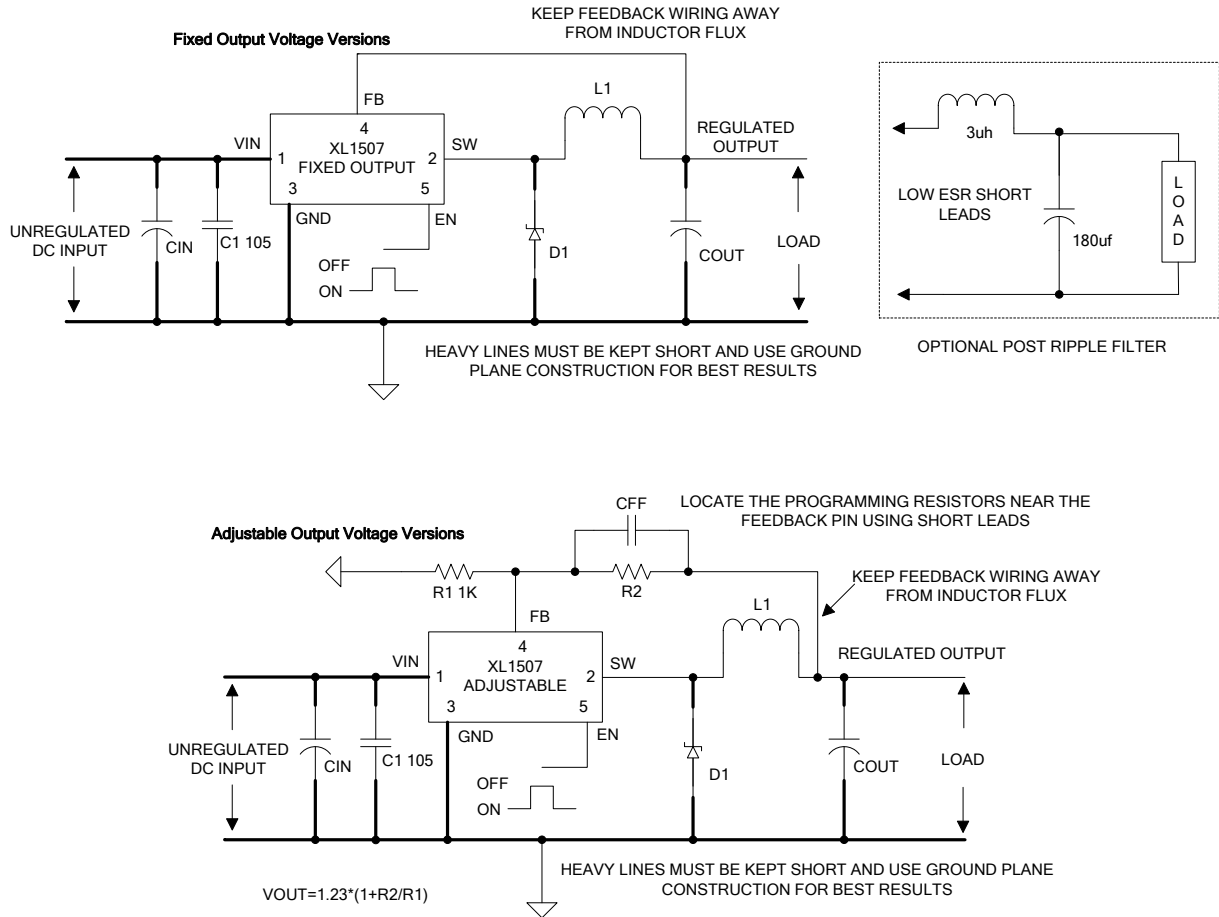 KEEP FEEDBACK WIRING AWAY
FROM INDUCTOR FLUX
Fixed Output Voltage Versions
FB
4
XL1507
FIXED OUTPUT
VIN
1
2
SW
3
5
GND
EN
L1
REGULATED
OUTPUT
UNREGULATED
DC INPUT
CIN
C1 105
OFF
ON
D1
COUT
LOAD
HEAVY LINES MUST BE KEPT SHORT AND USE GROUND
PLANE CONSTRUCTION FOR BEST RESULTS
3uh
LOW ESR SHORT
LEADS
180uf
LOAD
OPTIONAL POST RIPPLE FILTER
Adjustable Output Voltage Versions
CFF
LOCATE THE PROGRAMMING RESISTORS NEAR THE
FEEDBACK PIN USING SHORT LEADS
R1 1K
R2
KEEP FEEDBACK WIRING AWAY
FROM INDUCTOR FLUX
FB
4
XL1507
ADJUSTABLE
VIN
1
2
SW
3
5
GND
EN
L1
REGULATED OUTPUT
UNREGULATED
DC INPUT
CIN
C1 105
OFF
ON
D1
COUT
LOAD
HEAVY LINES MUST BE KEPT SHORT AND USE GROUND PLANE
CONSTRUCTION FOR BEST RESULTS
VOUT=1.23*(1+R2/R1)